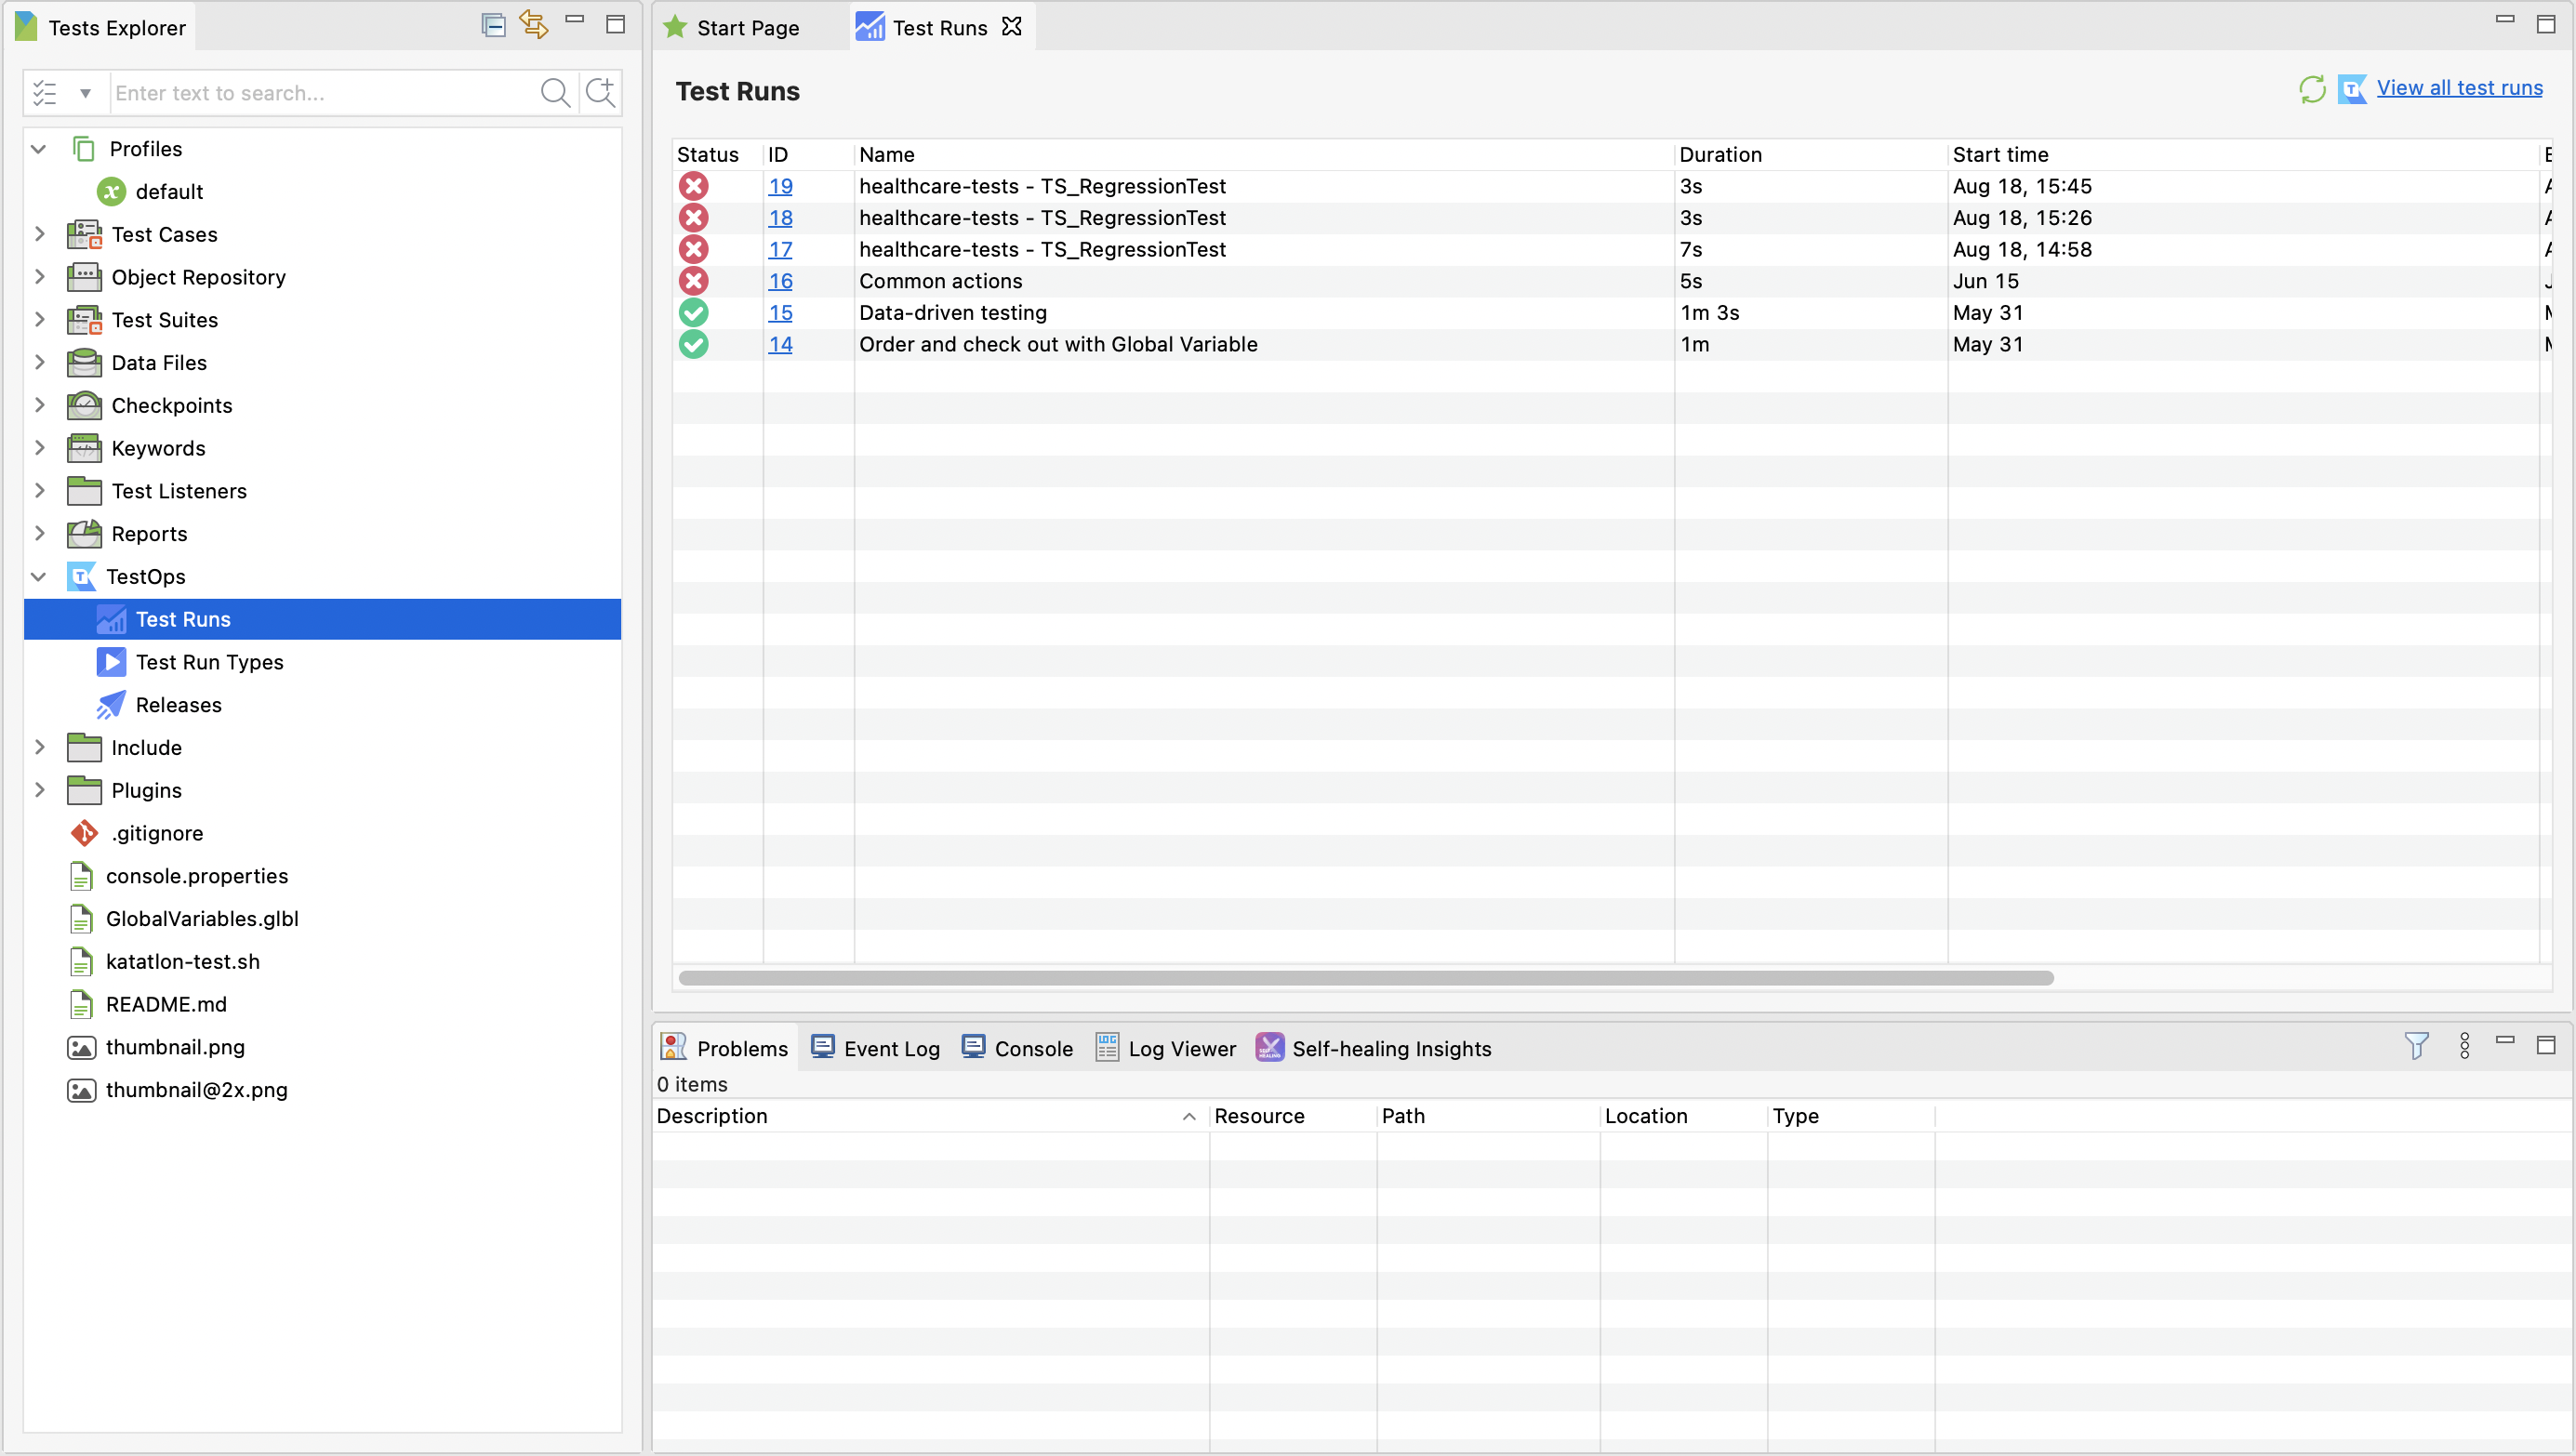 Tests Explorer
Enter text to search...
Profiles
default
Test Cases
Object Repository
Test Suites
Data Files
Checkpoints
Keywords
Test Listeners
Reports
TestOps
Test Runs
Test Run Types
Releases
Include
Plugins
.gitignore
console.properties
GlobalVariables.glbl
katatlon-test.sh
README.md
thumbnail.png
thumbnail@2x.png
Start Page Test Runs
Test Runs View all test runs
Status ID Name Duration Start time
19 healthcare-tests - TS_RegressionTest 3s Aug 18, 15:45
18 healthcare-tests - TS_RegressionTest 3s Aug 18, 15:26
17 healthcare-tests - TS_RegressionTest 7s Aug 18, 14:58
16 Common actions 5s Jun 15
15 Data-driven testing 1m 3s May 31
14 Order and check out with Global Variable 1m May 31
Problems Event Log Console Log Viewer Self-healing Insights
0 items
Description Resource Path Location Type